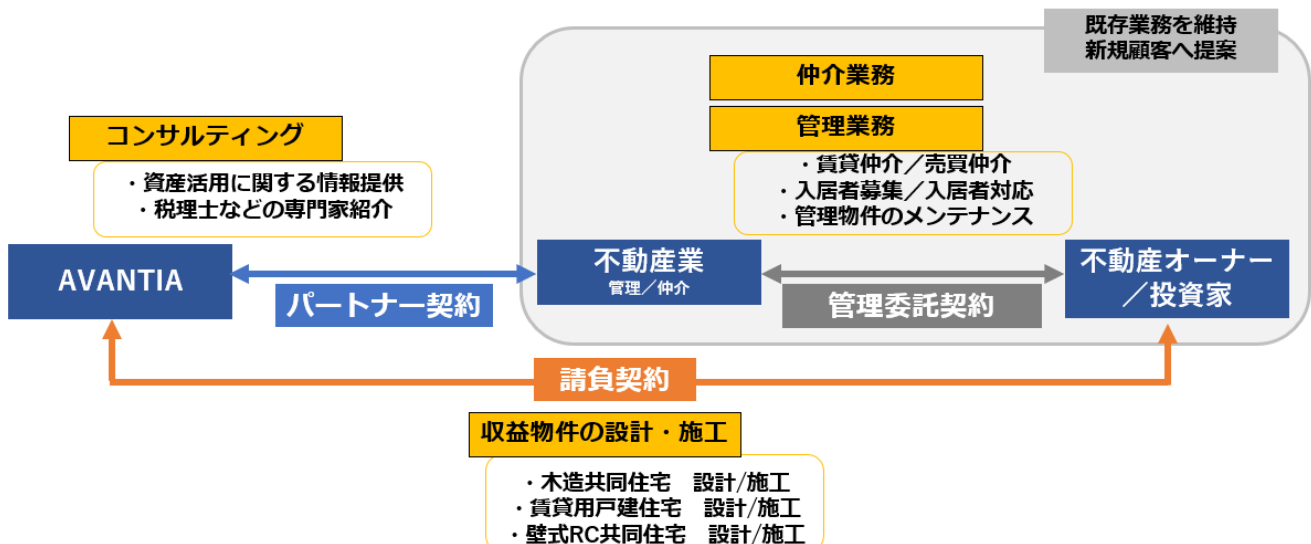 既存業務を維持
新規顧客へ提案
仲介業務
管理業務
・賃貸仲介／売買仲介
・入居者募集／入居者対応
・管理物件のメンテナンス
コンサルティング
・資産活用に関する情報提供
・税理士などの専門家紹介
AVANTIA
パートナー契約
不動産業
管理／仲介
管理委託契約
不動産オーナー
／投資家
請負契約
収益物件の設計・施工
・木造共同住宅　設計/施工
・賃貸用戸建住宅　設計/施工
・壁式RC共同住宅　設計/施工